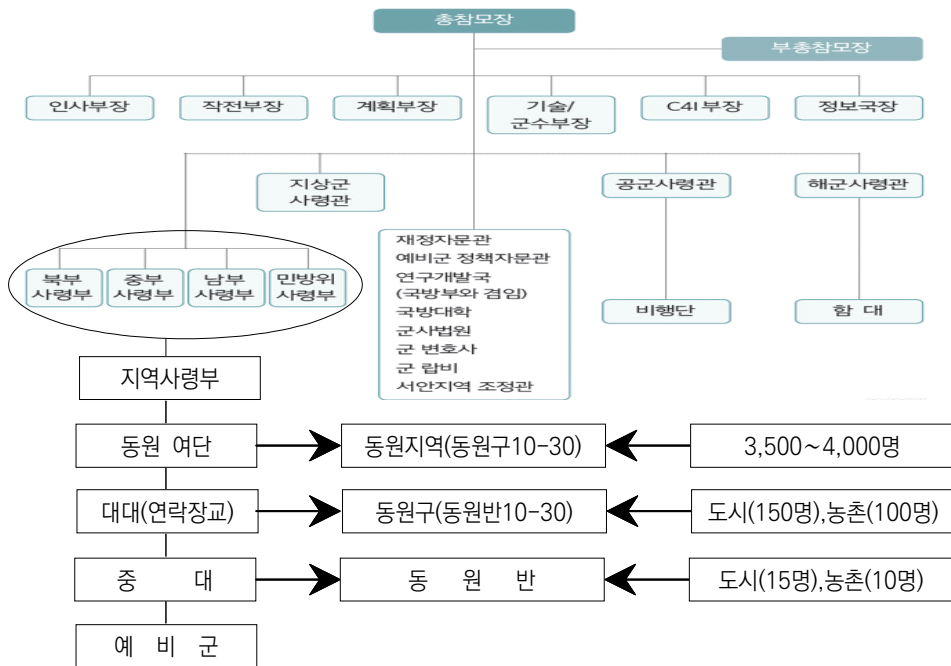 총참모장
부총참모장
인사부장
작전부장
계획부장
기술/
군수부장
C4I부장
정보국장
지상군
사령관
공군사령관
해군사령관
북부
사령부
중부
사령부
남부
사령부
민방위
사령부
재정자문관
예비군 정책자문관
연구개발국
(국방부와 겸임)
국방대학
군사법원
군 변호사
군 랍비
서안지역 조정관
비행단
함 대
지역사령부
동원 여단
동원지역(동원구10-30)
3,500~4,000명
대대(연락장교)
동원구(동원반10-30)
도시(150명),농촌(100명)
중 대
동 원 반
도시(15명),농촌(10명)
예 비 군